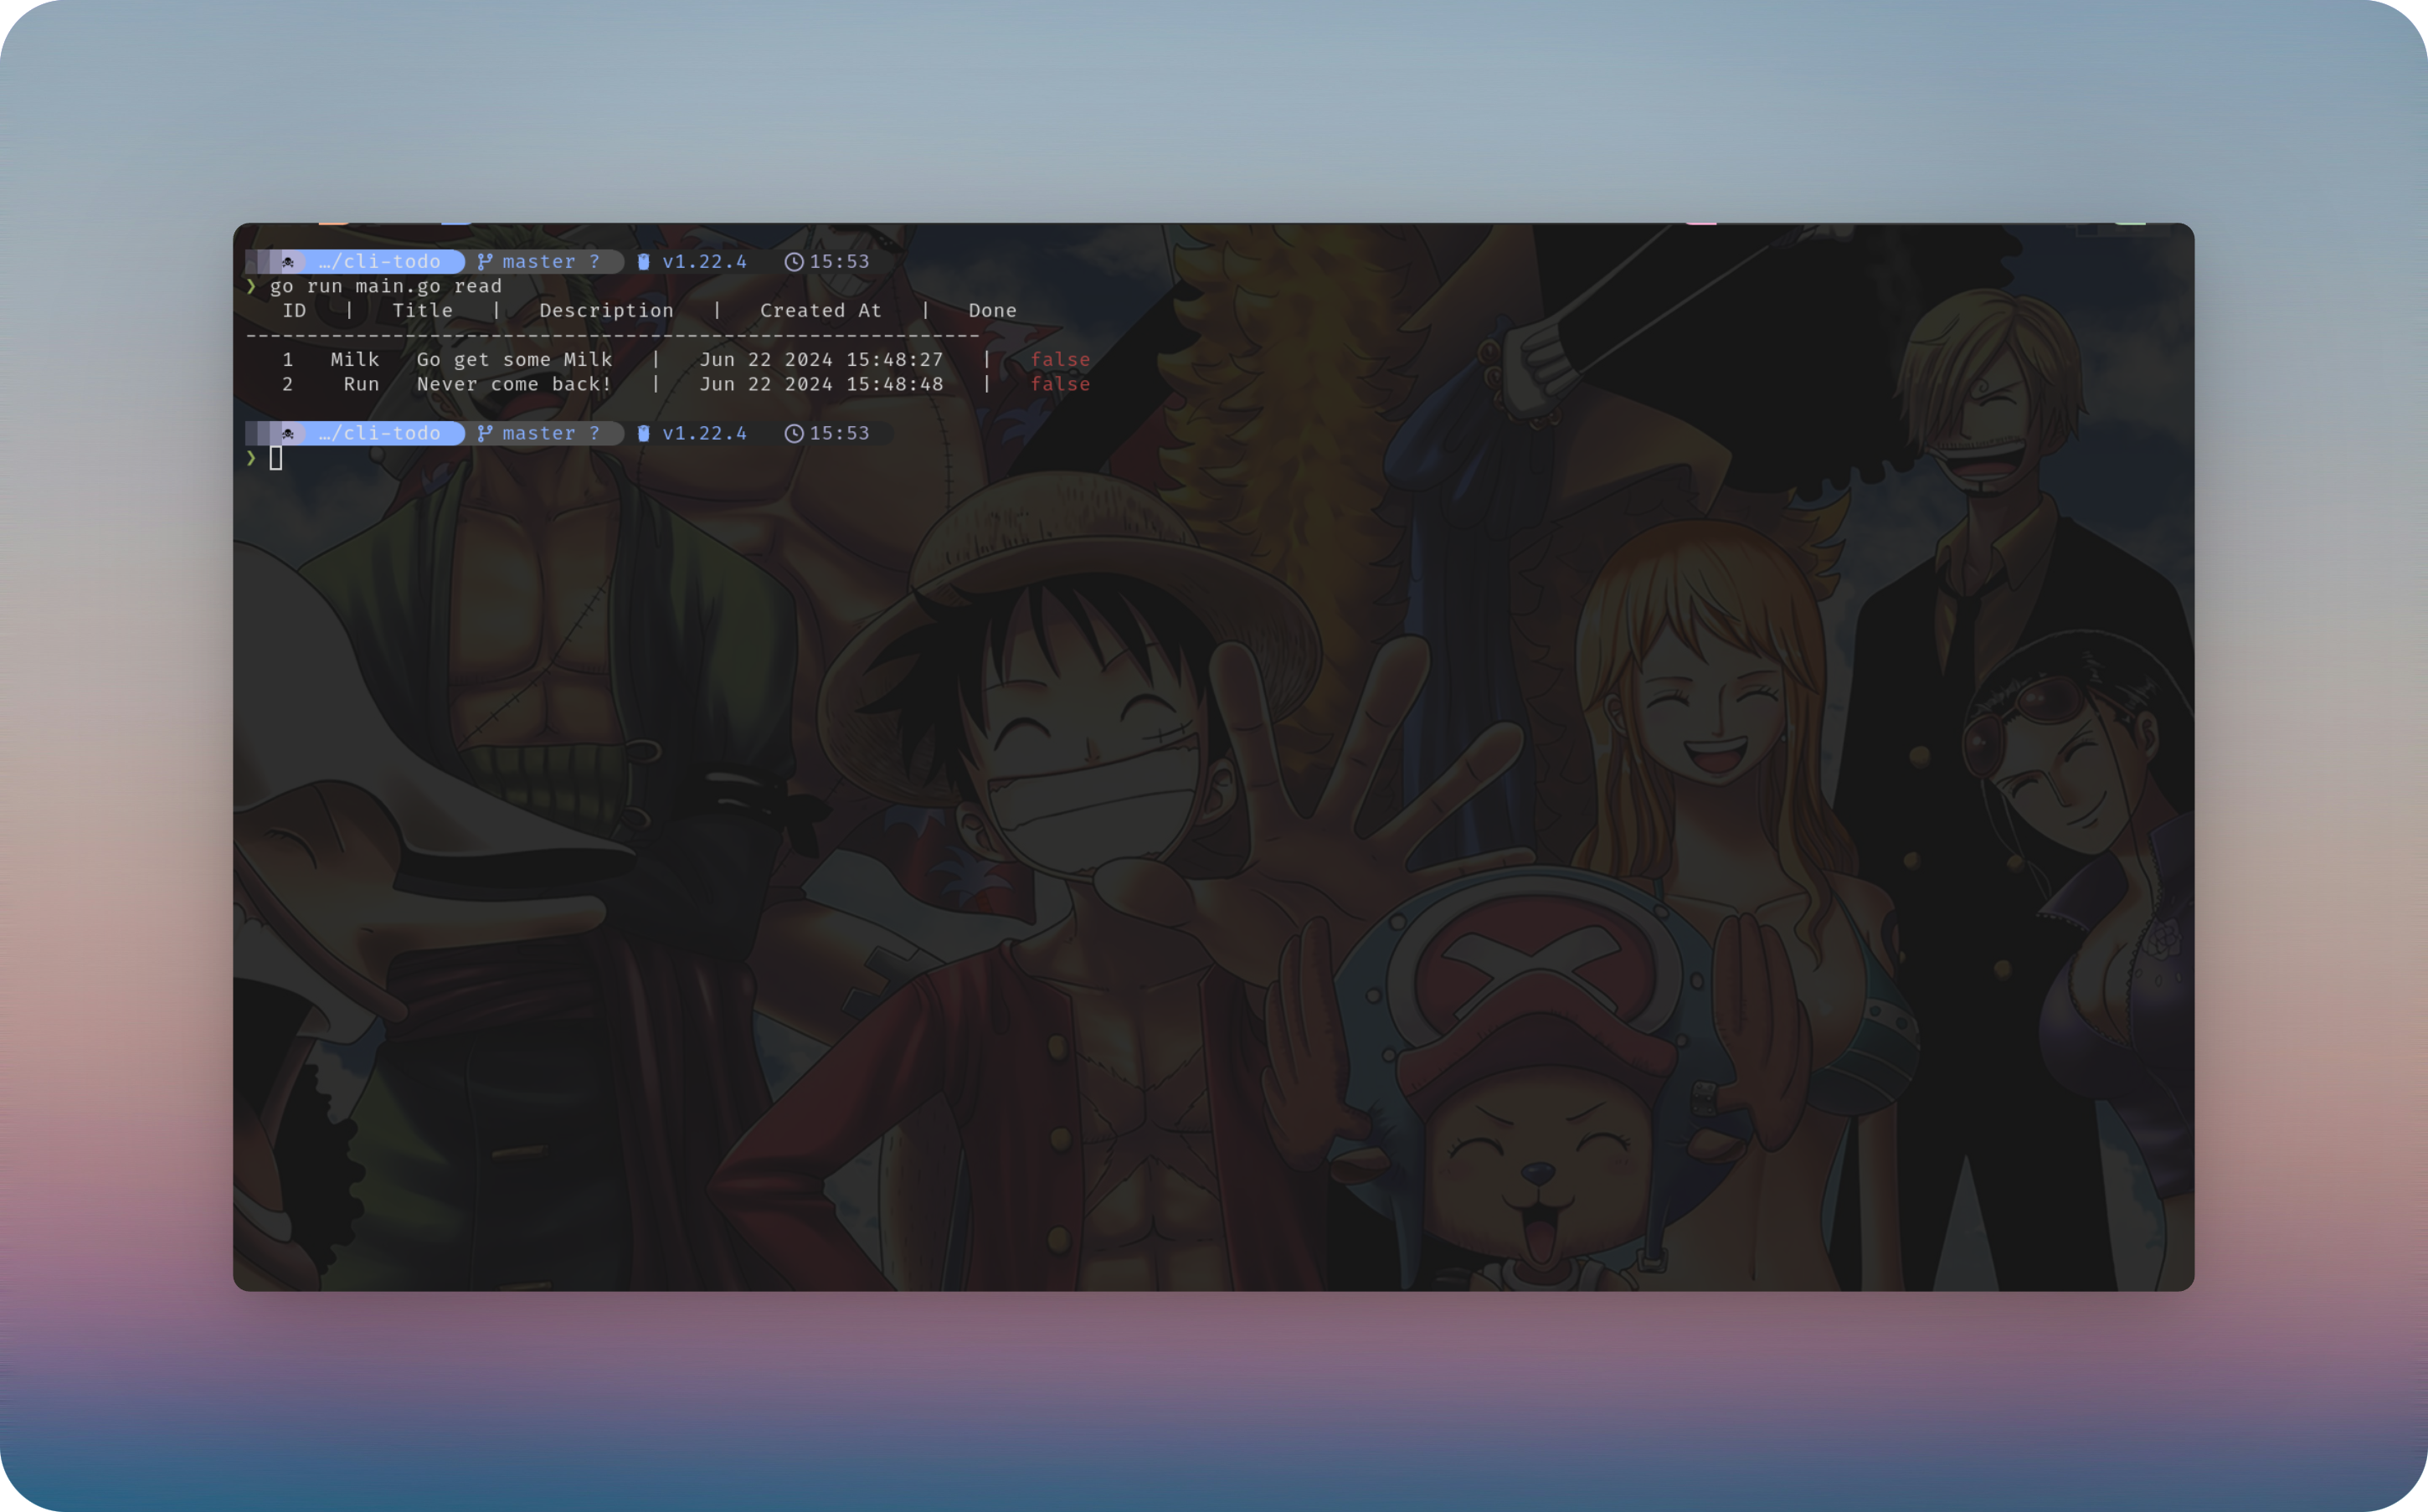 …/cli-todo master ? v1.22.4 15:53
❯ go run main.go read
ID | Title | Description | Created At | Done
------------------------------------------------------------
1 Milk Go get some Milk | Jun 22 2024 15:48:27 | false
2 Run Never come back! | Jun 22 2024 15:48:48 | false
…/cli-todo master ? v1.22.4 15:53
❯